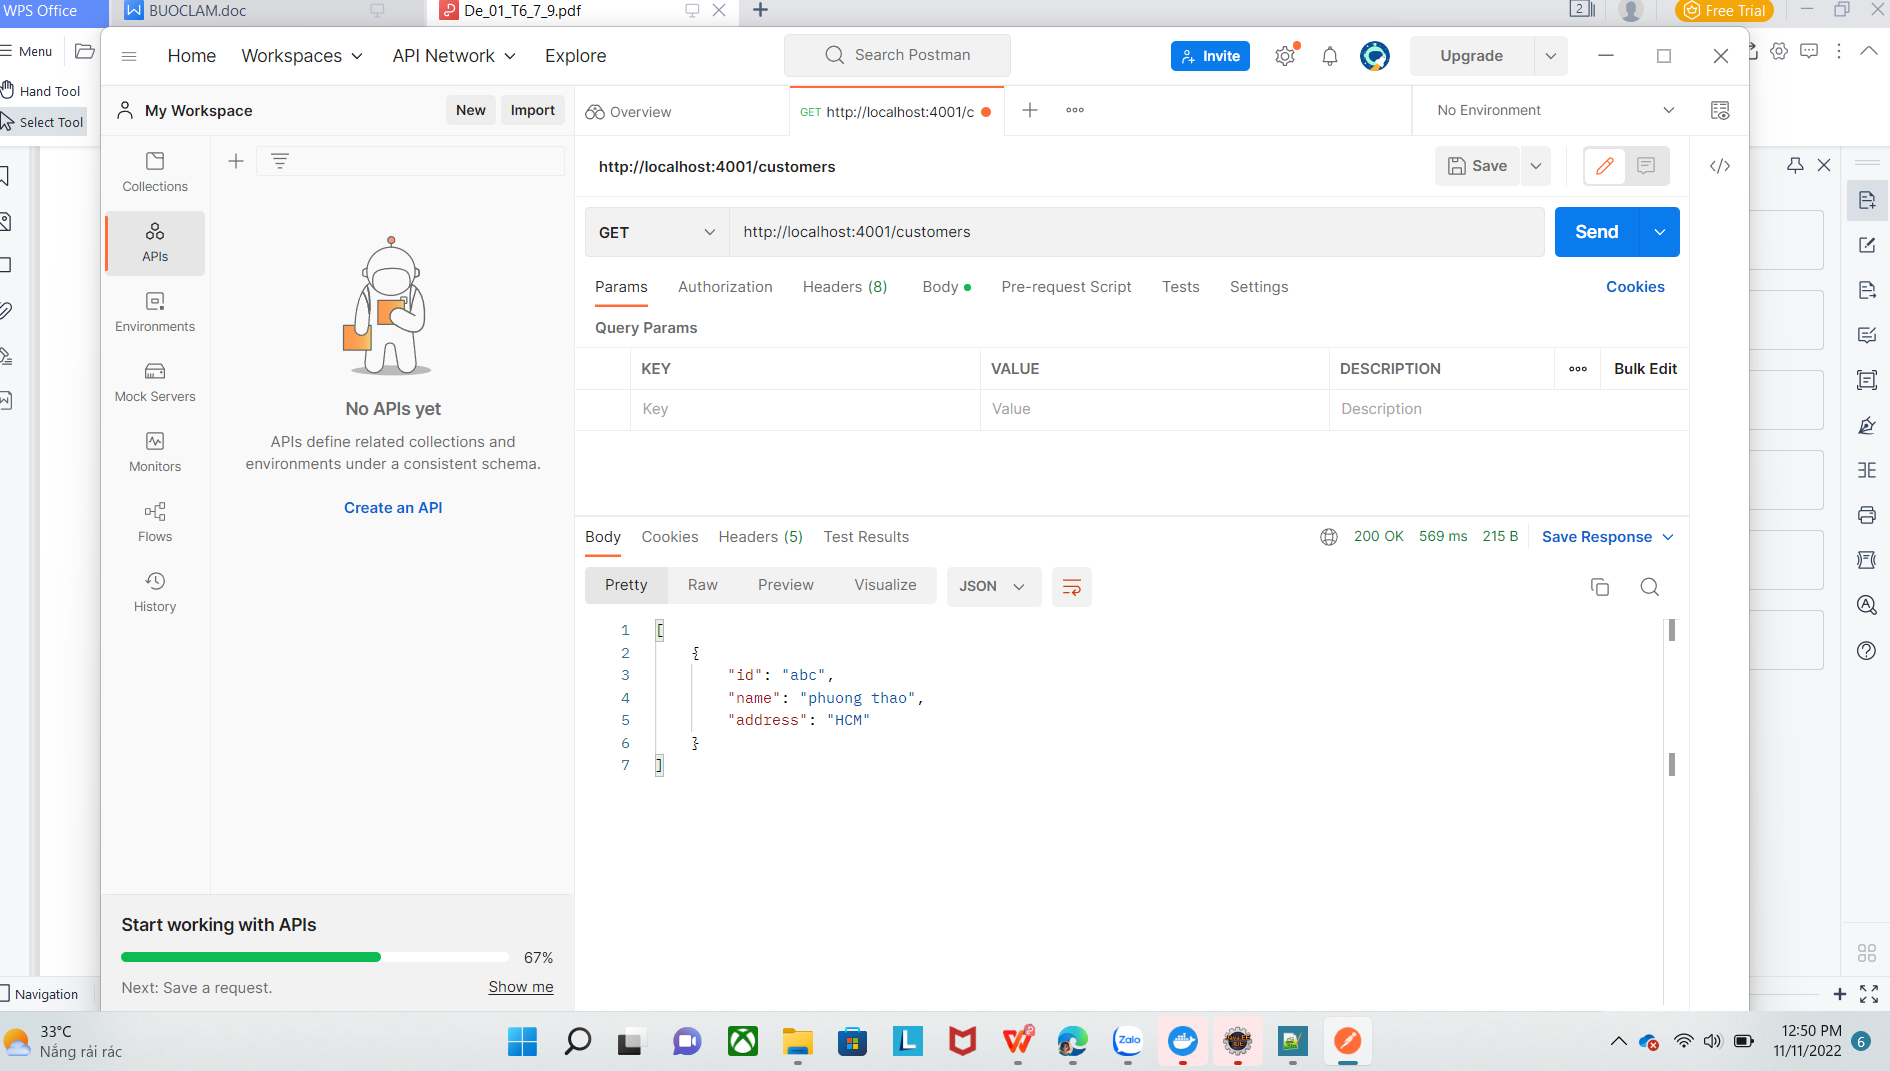 WPS Office
BUOCLAM.doc
De_01_T6_7_9.pdf
2
Free Trial
Menu
Home
Workspaces
API Network
Explore
Search Postman
Invite
Upgrade
Hand Tool
Select Tool
My Workspace
New
Import
Overview
GET http://localhost:4001/c
No Environment
Collections
APIs
Environments
Mock Servers
Monitors
Flows
History
No APIs yet
APIs define related collections and
environments under a consistent schema.
Create an API
http://localhost:4001/customers
Save
GET
http://localhost:4001/customers
Send
Params
Authorization
Headers (8)
Body
Pre-request Script
Tests
Settings
Cookies
Query Params
KEY
VALUE
DESCRIPTION
Bulk Edit
Key
Value
Description
Body
Cookies
Headers (5)
Test Results
200 OK
569 ms
215 B
Save Response
Pretty
Raw
Preview
Visualize
JSON
1 [
2 {
3 "id": "abc",
4 "name": "phuong thao",
5 "address": "HCM"
6 }
7 ]
Start working with APIs
67%
Next: Save a request.
Show me
Navigation
33°C
Nắng rải rác
Zalo
12:50 PM
11/11/2022
6